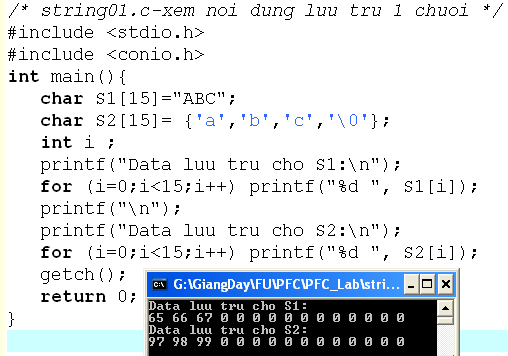 /* string01.c-xem noi dung luu tru 1 chuoi */
#include <stdio.h>
#include <conio.h>
int main(){
char S1[15]="ABC";
char S2[15]= {'a','b','c','\0'};
int i ;
printf("Data luu tru cho S1:\n");
for (i=0;i<15;i++) printf("%d ", S1[i]);
printf("\n");
printf("Data luu tru cho S2:\n");
for (i=0;i<15;i++) printf("%d ", S2[i]);
getch();
return 0;
}
G:\GiangDay\FU\PFC\PFC_Lab\stri...
Data luu tru cho S1:
65 66 67 0 0 0 0 0 0 0 0 0 0 0 0
Data luu tru cho S2:
97 98 99 0 0 0 0 0 0 0 0 0 0 0 0